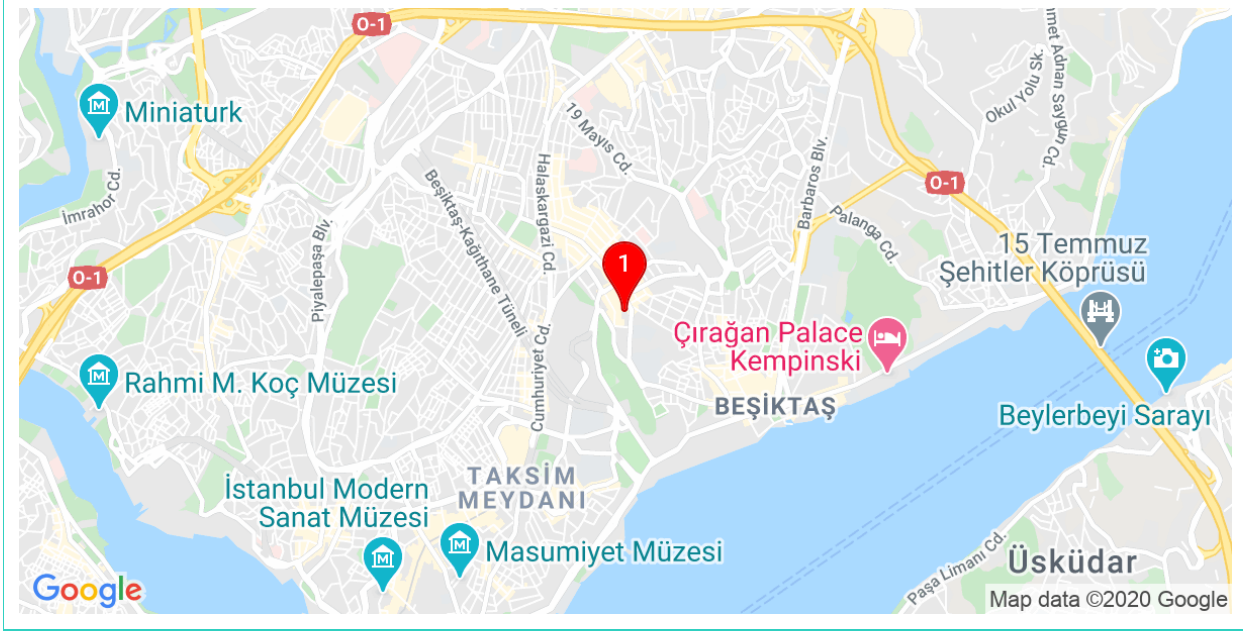 O-1
Miniaturk
19 Mayıs Cd.
Okul Yolu Sk.
Ahmet Adnan Saygun Cd.
İmrahor Cd.
Halaskargazi Cd.
Beşiktaş-Kağıthane Tüneli
Barbaros Blv.
O-1
Palanga Cd.
Piyalepaşa Blv.
O-1
1
15 Temmuz
Şehitler Köprüsü
Çırağan Palace
Kempinski
Rahmi M. Koç Müzesi
Cumhuriyet Cd.
BEŞİKTAŞ
Beylerbeyi Sarayı
TAKSİM
MEYDANI
İstanbul Modern
Sanat Müzesi
Masumiyet Müzesi
Paşa Limanı Cd.
Üsküdar
Google
Map data ©2020 Google